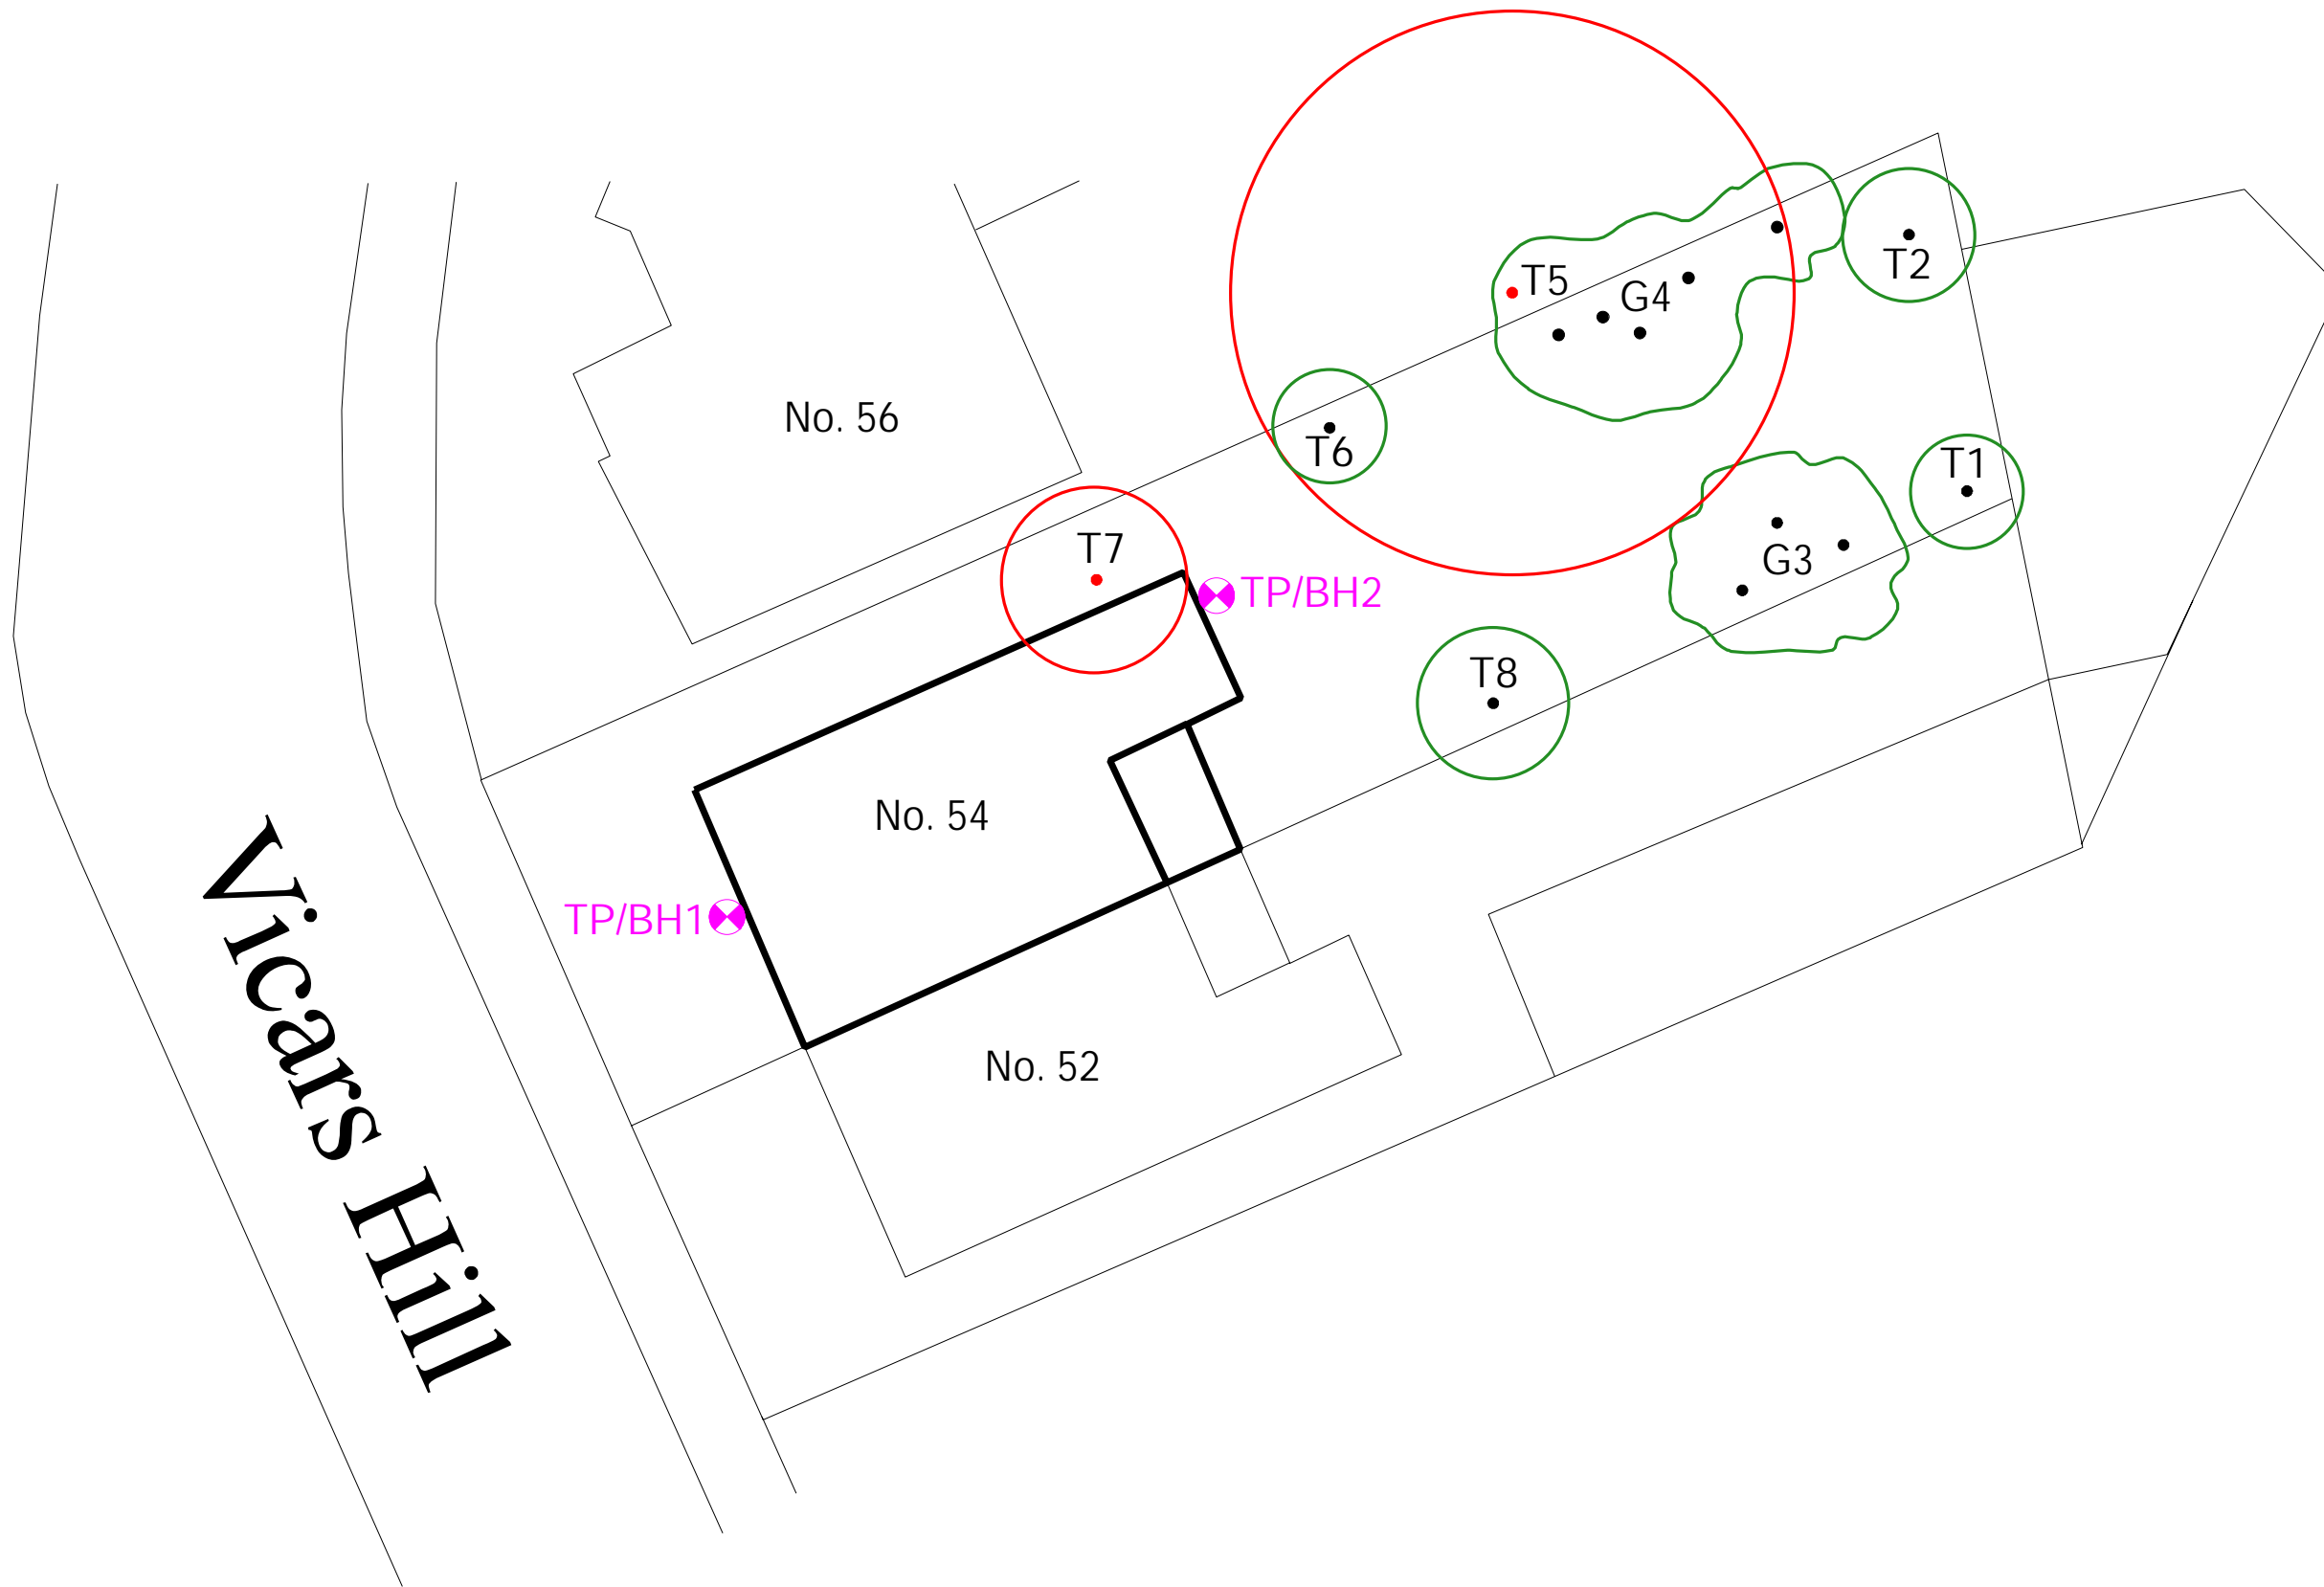 T5
G4
T2
No. 56
T6
T1
T7
G3
TP/BH2
T8
No. 54
TP/BH1
No. 52
Vicars Hill